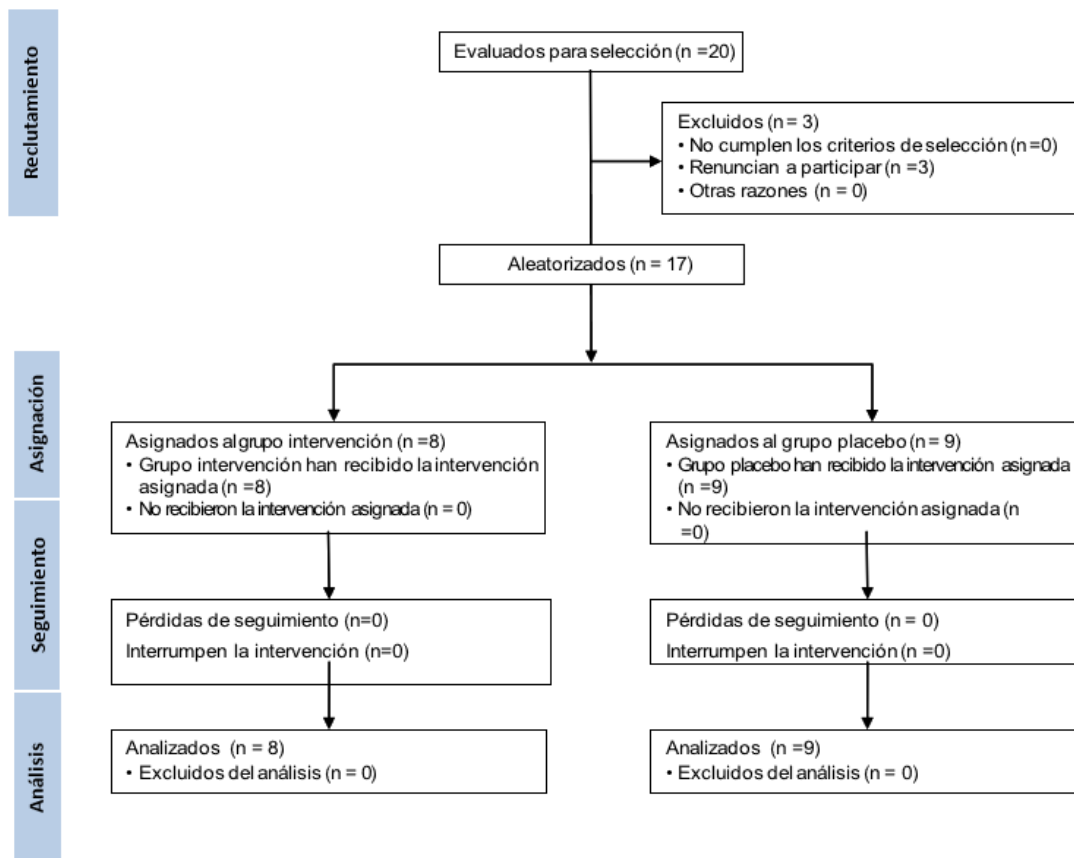 Reclutamiento
Evaluados para selección (n =20)
Excluidos (n = 3)
• No cumplen los criterios de selección (n =0)
• Renuncian a participar (n =3)
• Otras razones (n = 0)
Aleatorizados (n = 17)
Asignación
Asignados al grupo intervención (n =8)
• Grupo intervención han recibido la intervención
asignada (n =8)
• No recibieron la intervención asignada (n = 0)
Asignados al grupo placebo (n = 9)
• Grupo placebo han recibido la intervención asignada
(n =9)
• No recibieron la intervención asignada (n
=0)
Seguimiento
Pérdidas de seguimiento (n=0)
Interrumpen la intervención (n=0)
Pérdidas de seguimiento (n = 0)
Interrumpen la intervención (n =0)
Análisis
Analizados (n = 8)
• Excluidos del análisis (n = 0)
Analizados (n =9)
• Excluidos del análisis (n = 0)